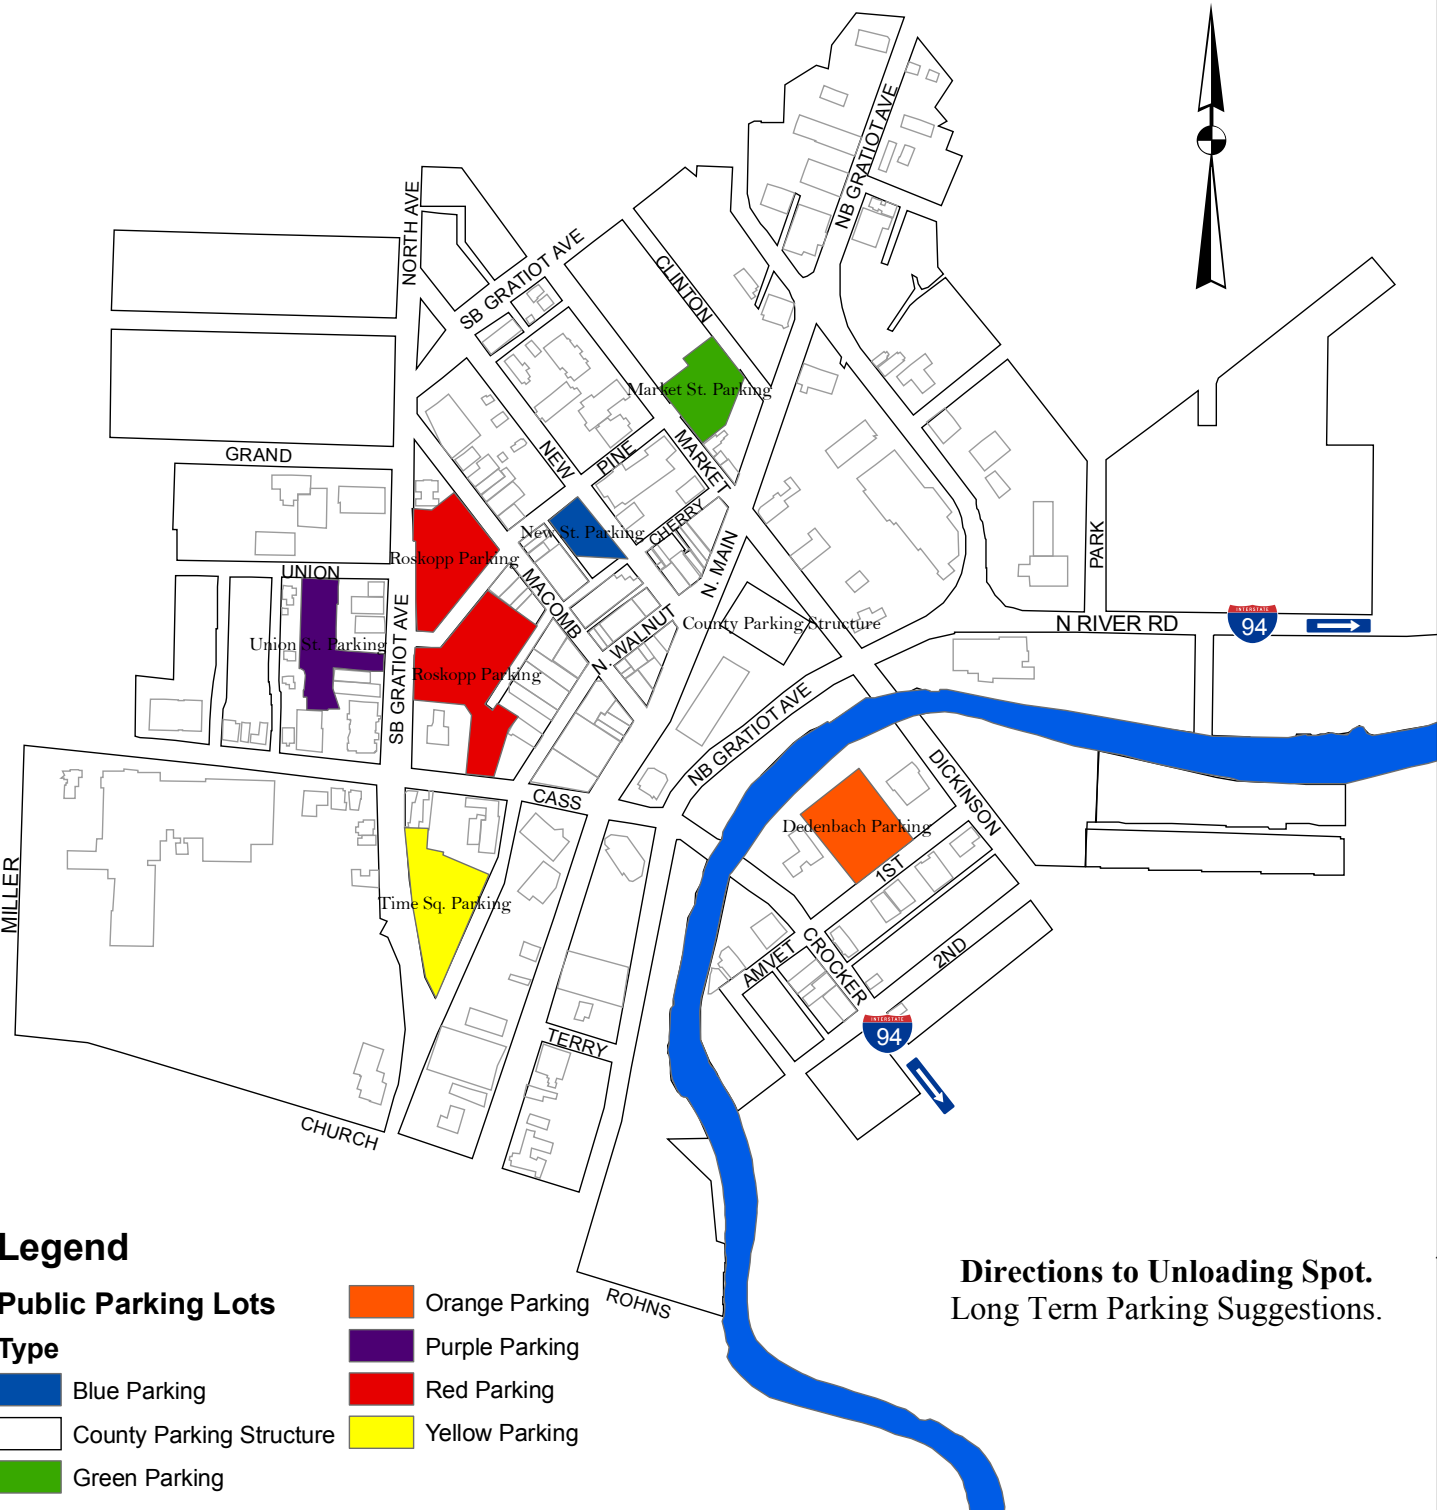 NB GRATIOT AVE
NORTH AVE
SB GRATIOT AVE
CLINTON
Market St. Parking
GRAND
NEW
PINE
MARKET
New St. Parking
CHERRY
Roskopp Parking
N. MAIN
PARK
UNION
MACOMB
Union St. Parking
SB GRATIOT AVE
N. WALNUT
County Parking Structure
N RIVER RD
INTERSTATE
94
Roskopp Parking
NB GRATIOT AVE
DICKINSON
CASS
Dedenbach Parking
1ST
MILLER
Time Sq. Parking
AMVET
CROCKER
2ND
INTERSTATE
94
TERRY
CHURCH
ROHNS
Legend
Public Parking Lots
Type
Blue Parking
County Parking Structure
Green Parking
Orange Parking
Purple Parking
Red Parking
Yellow Parking
Directions to Unloading Spot.
Long Term Parking Suggestions.